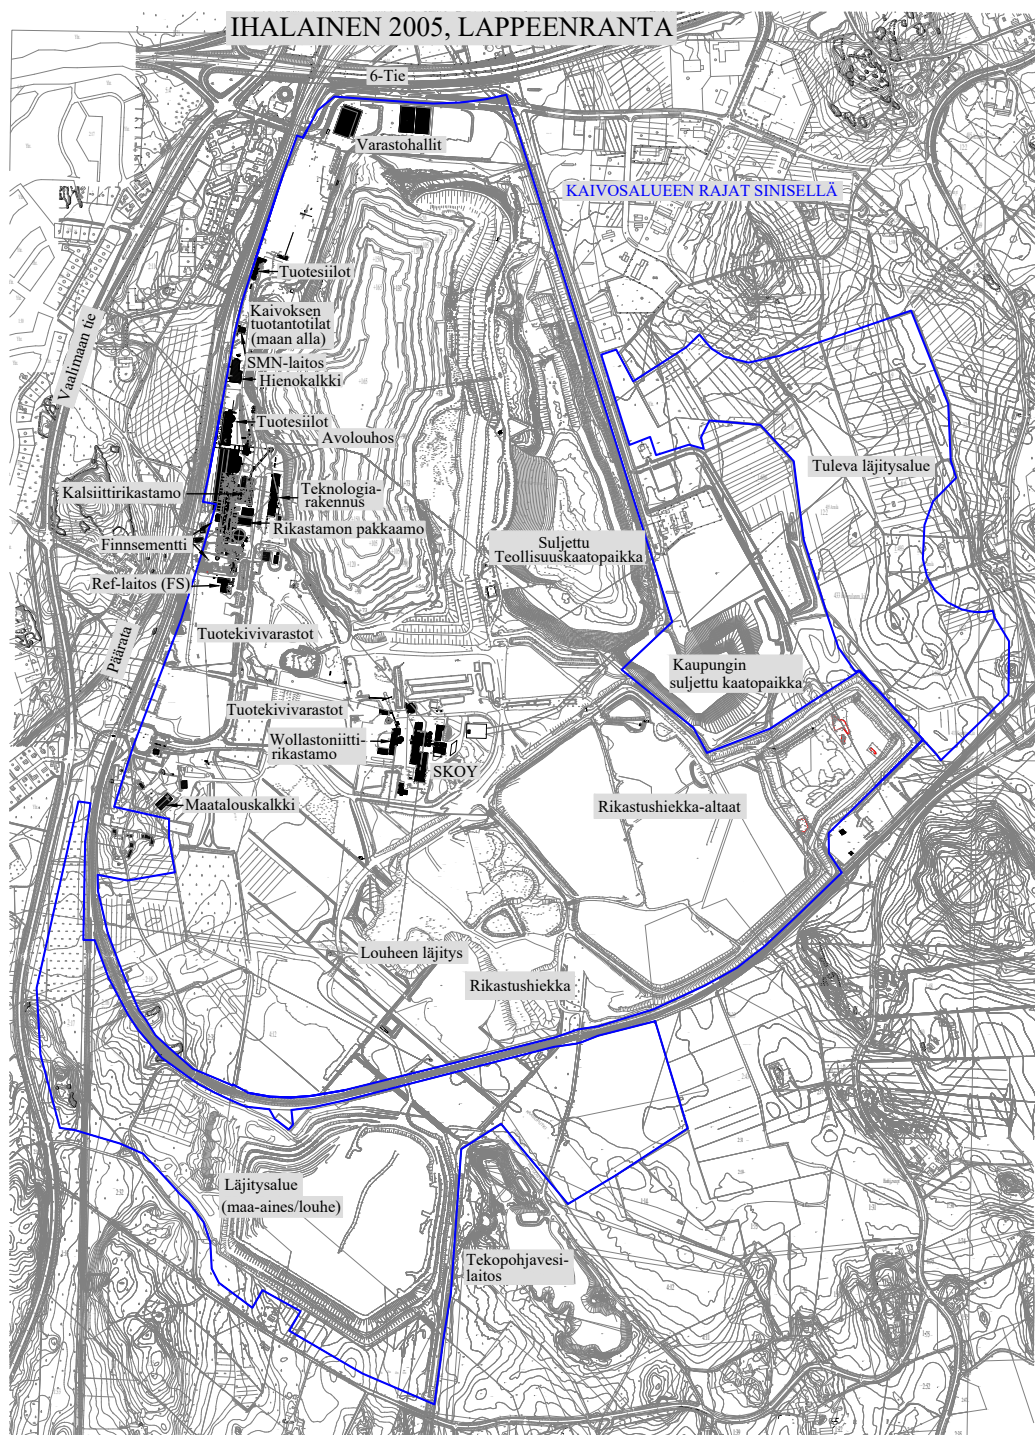 IHALAINEN 2005, LAPPEENRANTA
6-Tie
Varastohallit
KAIVOSALUEEN RAJAT SINISELLÄ
Tuotesiilot
Kaivoksen
tuotantotilat
(maan alla)
Vaalimaan tie
SMN-laitos
Hienokalkki
Tuotesiilot
Avolouhos
Tuleva läjitysalue
Kalsiittirikastamo
Teknologia-
rakennus
Rikastamon pakkaamo
Finnsementti
Suljettu
Teollisuuskaatopaikka
Ref-laitos (FS)
Päärata
Tuotekivivarastot
Kaupungin
suljettu kaatopaikka
Tuotekivivarastot
Wollastoniitti-
rikastamo
SKOY
Maatalouskalkki
Rikastushiekka-altaat
Louheen läjitys
Rikastushiekka
Läjitysalue
(maa-aines/louhe)
Tekopohjavesi-
laitos